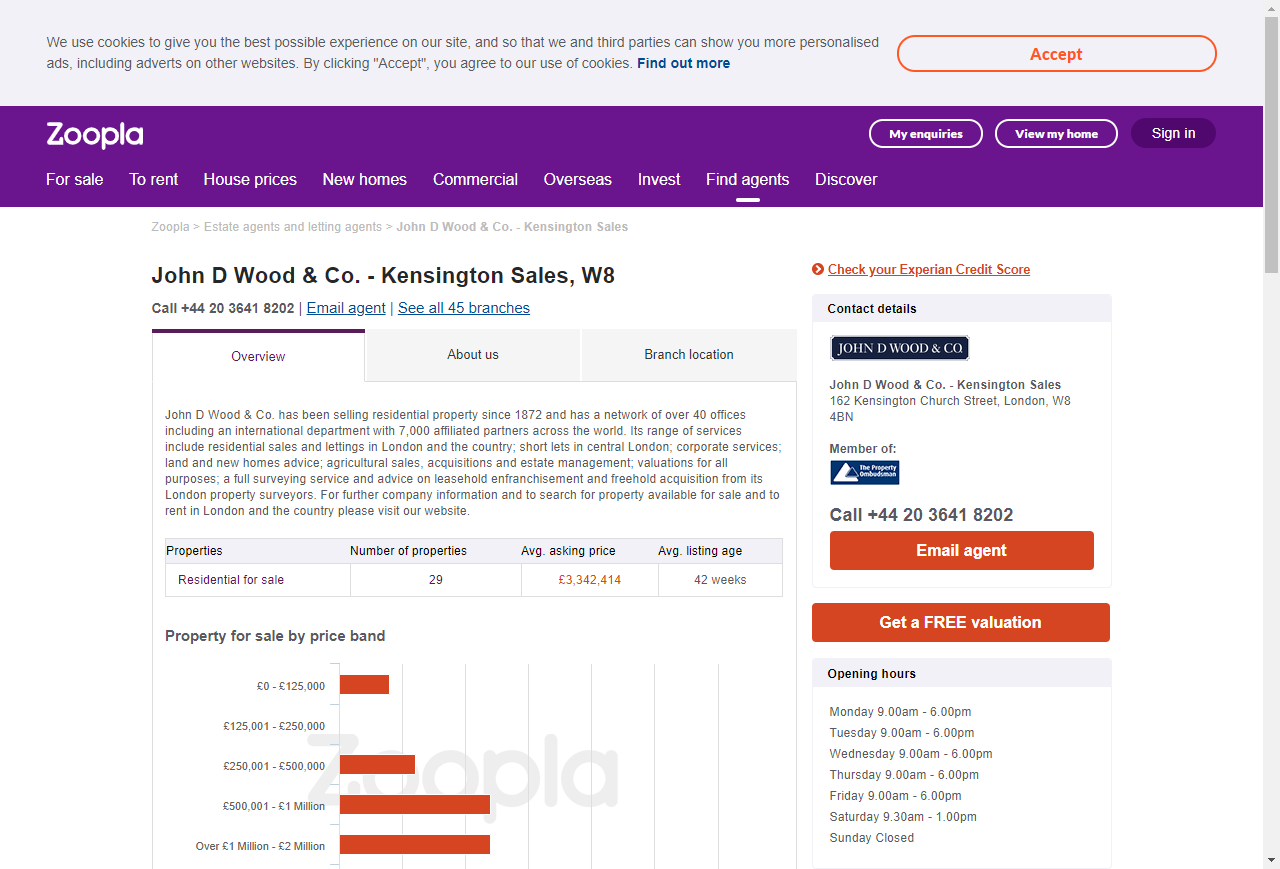 We use cookies to give you the best possible experience on our site, and so that we and third parties can show you more personalised
ads, including adverts on other websites. By clicking "Accept", you agree to our use of cookies. Find out more
Accept
Zoopla
My enquiries
View my home
Sign in
For sale
To rent
House prices
New homes
Commercial
Overseas
Invest
Find agents
Discover
Zoopla > Estate agents and letting agents > John D Wood & Co. - Kensington Sales
John D Wood & Co. - Kensington Sales, W8
Call +44 20 3641 8202 | Email agent | See all 45 branches
Overview
About us
Branch location
John D Wood & Co. has been selling residential property since 1872 and has a network of over 40 offices
including an international department with 7,000 affiliated partners across the world. Its range of services
include residential sales and lettings in London and the country; short lets in central London; corporate services;
land and new homes advice; agricultural sales, acquisitions and estate management; valuations for all
purposes; a full surveying service and advice on leasehold enfranchisement and freehold acquisition from its
London property surveyors. For further company information and to search for property available for sale and to
rent in London and the country please visit our website.
Properties Number of properties Avg. asking price Avg. listing age
Residential for sale 29 £3,342,414 42 weeks
Property for sale by price band
£0 - £125,000
£125,001 - £250,000
£250,001 - £500,000
£500,001 - £1 Million
Over £1 Million - £2 Million
Zoopla
Check your Experian Credit Score
Contact details
JOHN D WOOD & CO.
John D Wood & Co. - Kensington Sales
162 Kensington Church Street, London, W8
4BN
Member of:
The Property
Ombudsman
Call +44 20 3641 8202
Email agent
Get a FREE valuation
Opening hours
Monday 9.00am - 6.00pm
Tuesday 9.00am - 6.00pm
Wednesday 9.00am - 6.00pm
Thursday 9.00am - 6.00pm
Friday 9.00am - 6.00pm
Saturday 9.30am - 1.00pm
Sunday Closed